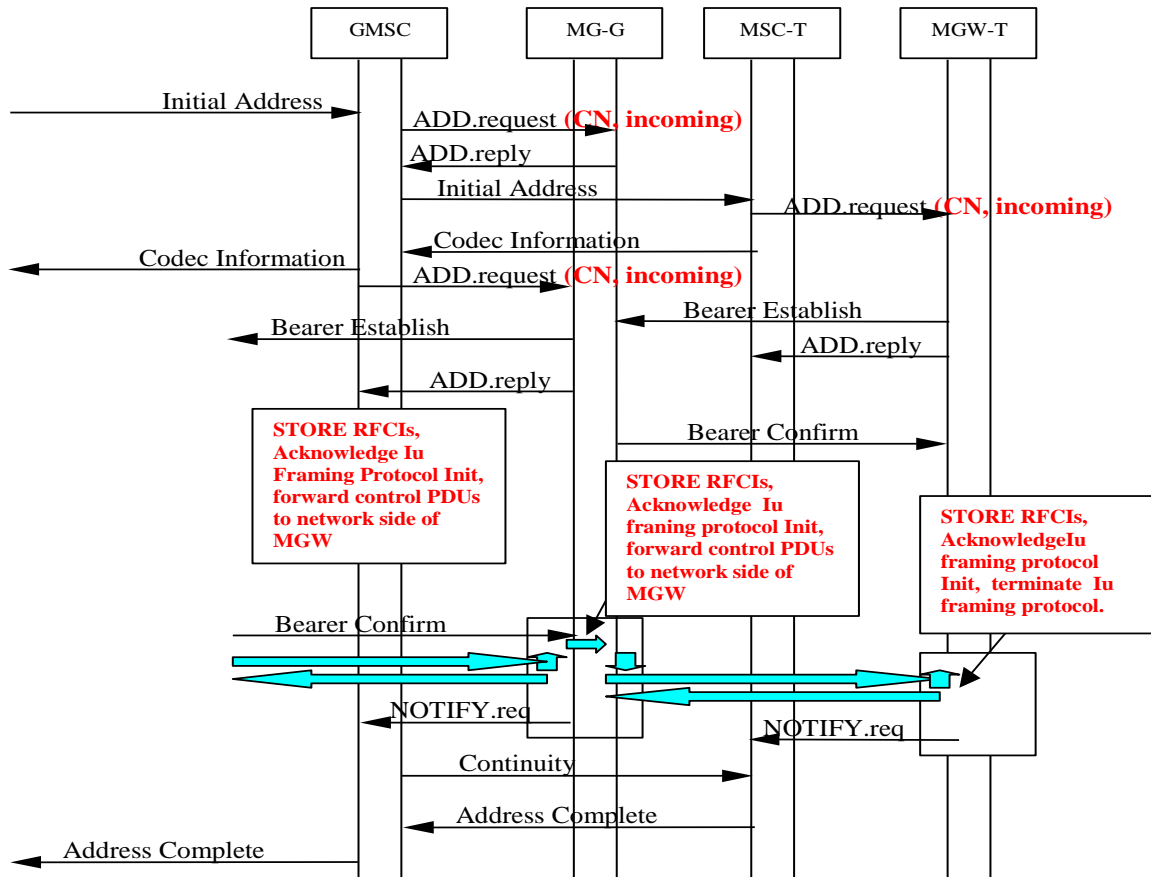 GMSC
MG-G
MSC-T
MGW-T
Initial Address
ADD.request (CN, incoming)
ADD.reply
Initial Address
ADD.request (CN, incoming)
Codec Information
Codec Information
ADD.request (CN, incoming)
Bearer Establish
Bearer Establish
ADD.reply
ADD.reply
STORE RFCIs,
Acknowledge Iu
Framing Protocol Init,
forward control PDUs
to network side of
MGW
Bearer Confirm
STORE RFCIs,
Acknowledge Iu
franing protocol Init,
forward control PDUs
to network side of
MGW
STORE RFCIs,
AcknowledgeIu
framing protocol
Init, terminate Iu
framing protocol.
Bearer Confirm
NOTIFY.req
NOTIFY.req
Continuity
Address Complete
Address Complete